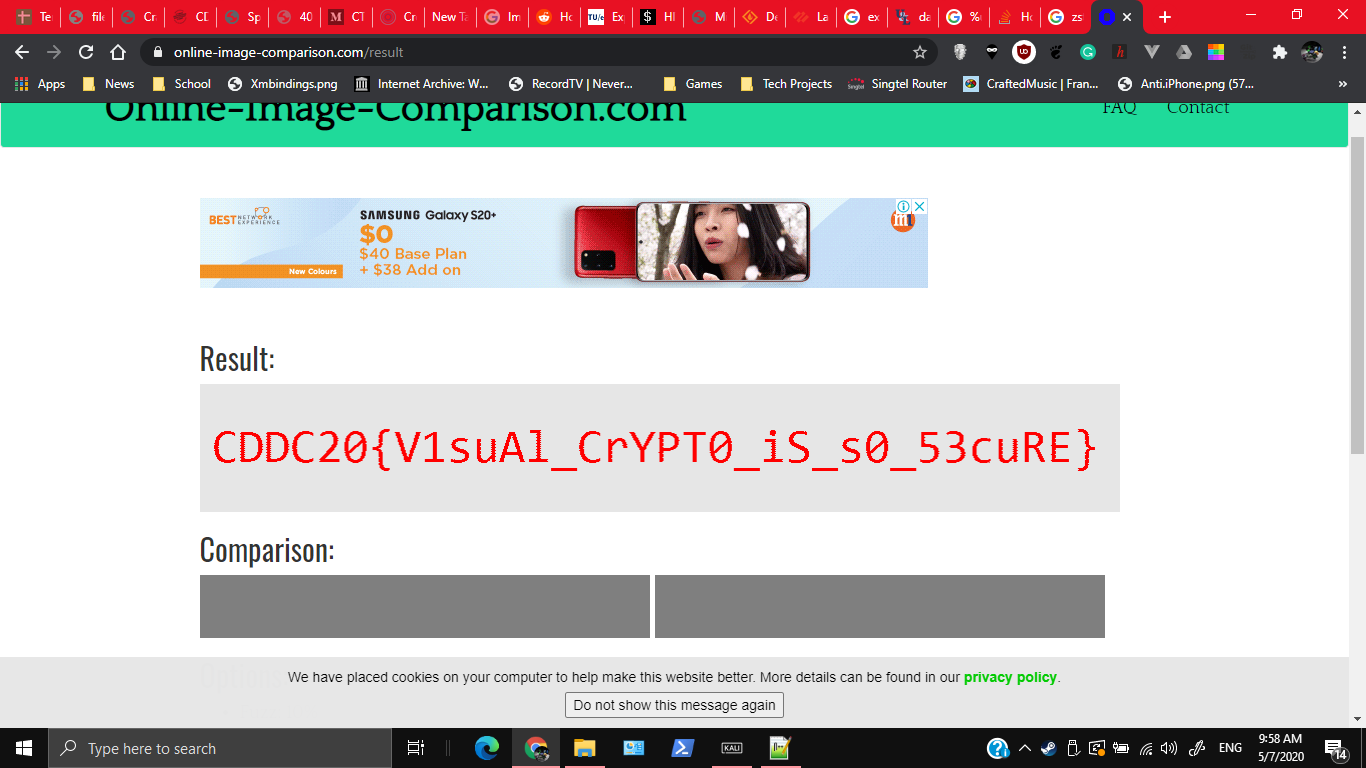 Te file Cr CD Sp 40 CT Cr New Ta Im Ho TU/e Ex $ HI M De La ex da %( Ho zs
online-image-comparison.com/result
Apps News School Xmbindings.png Internet Archive: W... RecordTV | Never... Games Tech Projects Singtel Router CraftedMusic | Fran... Anti.iPhone.png (57... »
Online-Image-Comparison.com
FAQ Contact
BEST NETWORK EXPERIENCE
SAMSUNG Galaxy S20+
$0
$40 Base Plan
+ $38 Add on
New Colours
m1
Result:
CDDC20{V1suAl_CrYPT0_iS_s0_53cuRE}
Comparison:
We have placed cookies on your computer to help make this website better. More details can be found in our privacy policy.
Do not show this message again
Type here to search
KALI
ENG
9:58 AM
5/7/2020
14